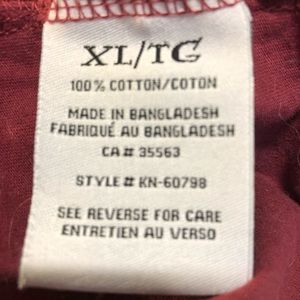 XL/TG
100% COTTON/COTON
MADE IN BANGLADESH
FABRIQUÉ AU BANGLADESH
CA# 35563
STYLE# KN-60798
SEE REVERSE FOR CARE
ENTRETIEN AU VERSO